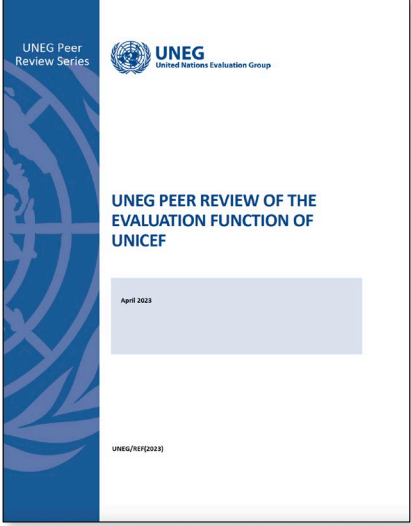 UNEG Peer
Review Series
UNEG
United Nations Evaluation Group
UNEG PEER REVIEW OF THE
EVALUATION FUNCTION OF
UNICEF
April 2023
UNEG/REF(2023)